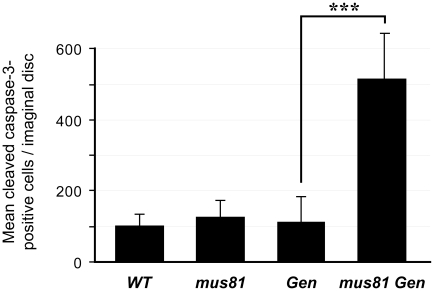 ***
Mean cleaved caspase-3-
positive cells / imaginal disc
600
400
200
0
WT mus81 Gen mus81 Gen